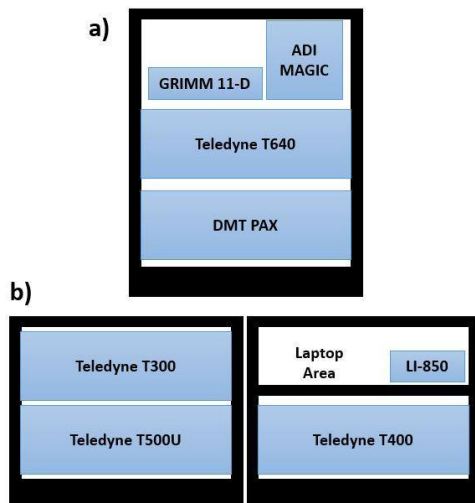 a)
ADI
MAGIC
GRIMM 11-D
Teledyne T640
DMT PAX
b)
Teledyne T300
Teledyne T500U
Laptop
Area
LI-850
Teledyne T400